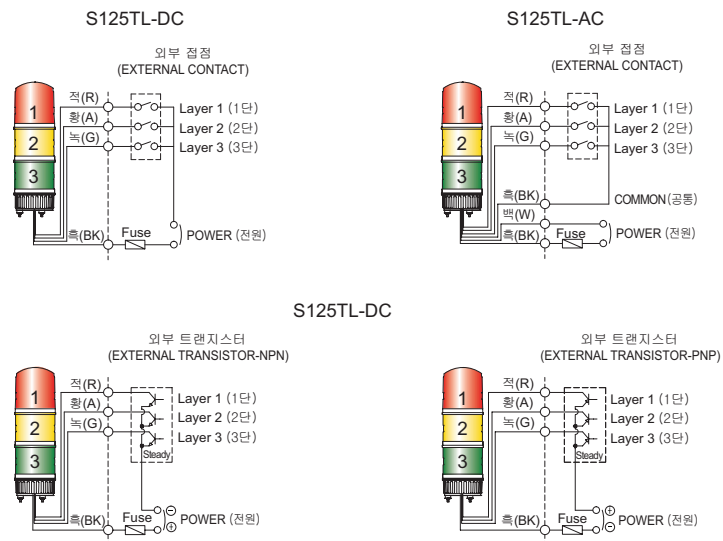 S125TL-DC
외부 접점
(EXTERNAL CONTACT)
적(R)
황(A)
녹(G)
1
2
3
Layer 1 (1단)
Layer 2 (2단)
Layer 3 (3단)
흑(BK)
Fuse
POWER (전원)
S125TL-AC
외부 접점
(EXTERNAL CONTACT)
적(R)
황(A)
녹(G)
1
2
3
Layer 1 (1단)
Layer 2 (2단)
Layer 3 (3단)
흑(BK)
COMMON(공통)
백(W)
흑(BK)
Fuse
POWER (전원)
S125TL-DC
외부 트랜지스터
(EXTERNAL TRANSISTOR-NPN)
적(R)
황(A)
녹(G)
1
2
3
Layer 1 (1단)
Layer 2 (2단)
Layer 3 (3단)
Steady
흑(BK)
Fuse
⊖
⊕
POWER (전원)
외부 트랜지스터
(EXTERNAL TRANSISTOR-PNP)
적(R)
황(A)
녹(G)
1
2
3
Layer 1 (1단)
Layer 2 (2단)
Layer 3 (3단)
Steady
흑(BK)
Fuse
⊕
⊖
POWER (전원)